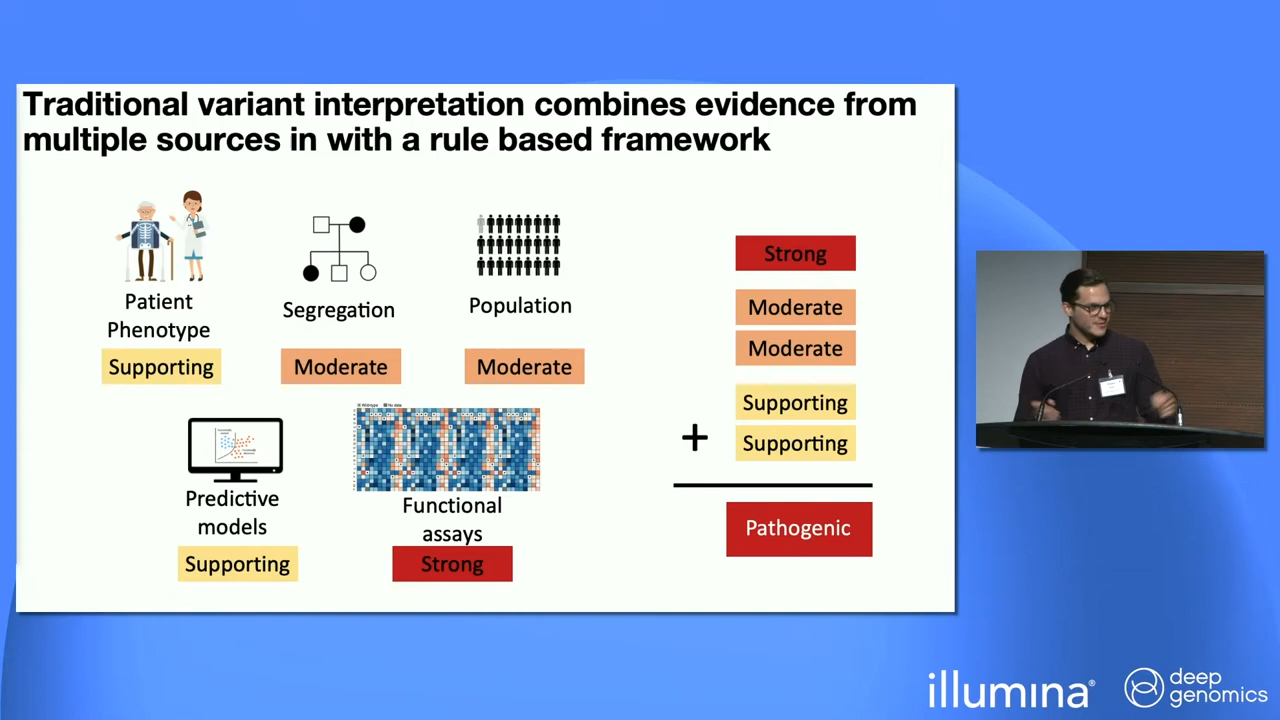 Traditional variant interpretation combines evidence from
multiple sources in with a rule based framework
Patient
Phenotype
Supporting
Segregation
Moderate
Population
Moderate
Predictive
models
Supporting
Functional
assays
Strong
Strong
Moderate
Moderate
Supporting
+ Supporting
Pathogenic
illumina®
deep
genomics